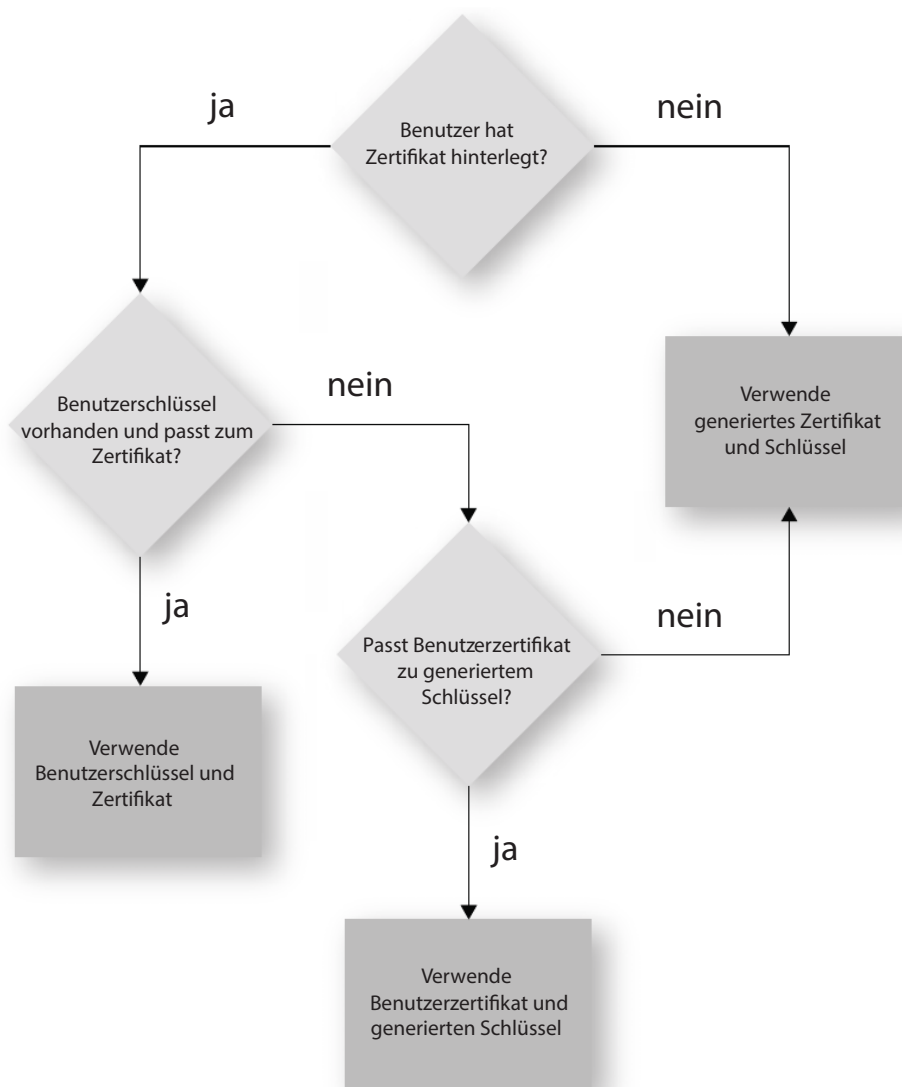 ja
nein
Benutzer hat
Zertifikat hinterlegt?
nein
Benutzerschlüssel
vorhanden und passt zum
Zertifikat?
Verwende
generiertes Zertifikat
und Schlüssel
ja
nein
Passt Benutzerzertifikat
zu generiertem
Schlüssel?
Verwende
Benutzerschlüssel und
Zertifikat
ja
Verwende
Benutzerzertifikat und
generierten Schlüssel